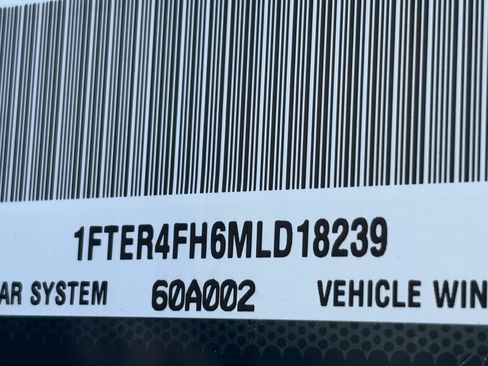 1FTER4FH6MLD18239
AR SYSTEM 60A002 VEHICLE WIN